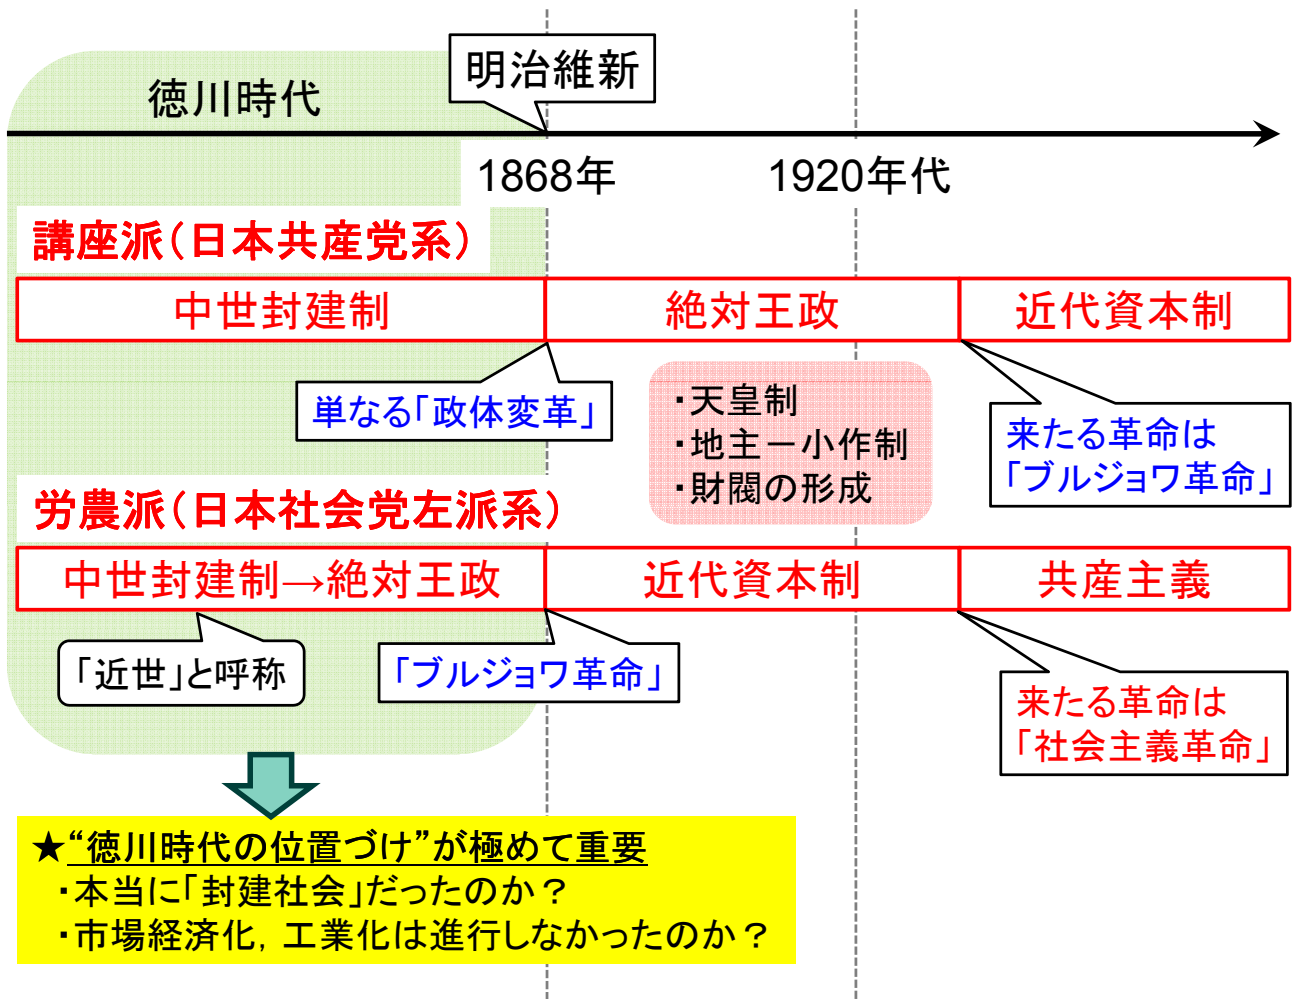 徳川時代
明治維新
1868年
1920年代
講座派（日本共産党系）
中世封建制
絶対王政
近代資本制
単なる「政体変革」
・天皇制
・地主－小作制
・財閥の形成
来たる革命は
「ブルジョワ革命」
労農派（日本社会党左派系）
中世封建制→絶対王政
近代資本制
共産主義
「近世」と呼称
「ブルジョワ革命」
来たる革命は
「社会主義革命」
★“徳川時代の位置づけ”が極めて重要
・本当に「封建社会」だったのか？
・市場経済化，工業化は進行しなかったのか？